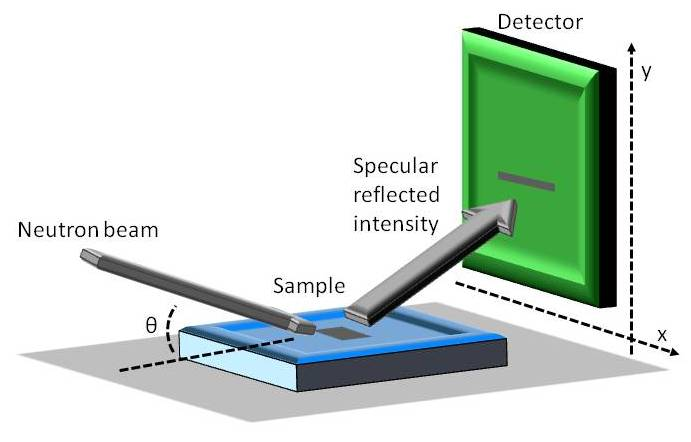 Detector
y
Specular
reflected
intensity
Neutron beam
Sample
θ
x